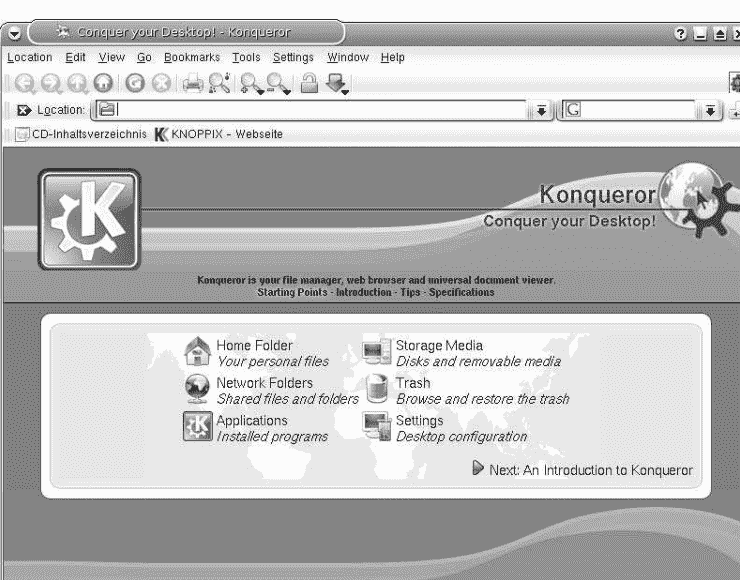 Conquer your Desktop! - Konqueror
Location Edit View Go Bookmarks Tools Settings Window Help
Location:
CD-Inhaltsverzeichnis KNOPPIX - Webseite
Konqueror
Conquer your Desktop!
Konqueror is your file manager, web browser and universal document viewer.
Starting Points - Introduction - Tips - Specifications
Home Folder
Your personal files
Storage Media
Disks and removable media
Network Folders
Shared files and folders
Trash
Browse and restore the trash
Applications
Installed programs
Settings
Desktop configuration
Next: An Introduction to Konqueror